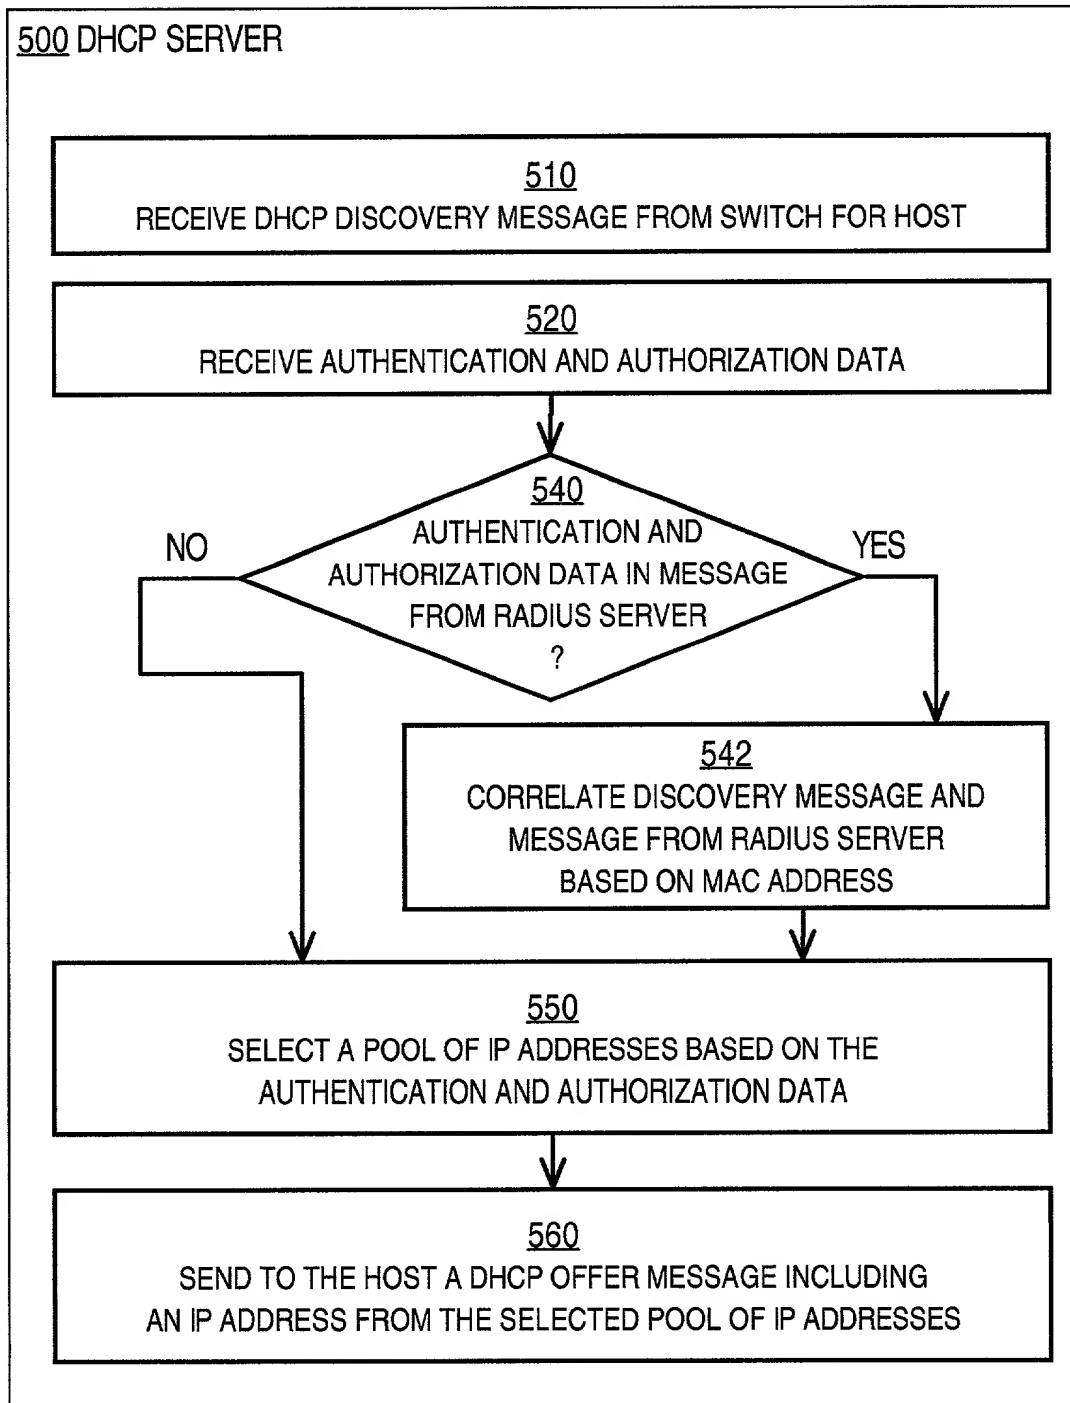 500 DHCP SERVER
510
RECEIVE DHCP DISCOVERY MESSAGE FROM SWITCH FOR HOST
520
RECEIVE AUTHENTICATION AND AUTHORIZATION DATA
540
AUTHENTICATION AND
AUTHORIZATION DATA IN MESSAGE
FROM RADIUS SERVER
?
NO
YES
542
CORRELATE DISCOVERY MESSAGE AND
MESSAGE FROM RADIUS SERVER
BASED ON MAC ADDRESS
550
SELECT A POOL OF IP ADDRESSES BASED ON THE
AUTHENTICATION AND AUTHORIZATION DATA
560
SEND TO THE HOST A DHCP OFFER MESSAGE INCLUDING
AN IP ADDRESS FROM THE SELECTED POOL OF IP ADDRESSES